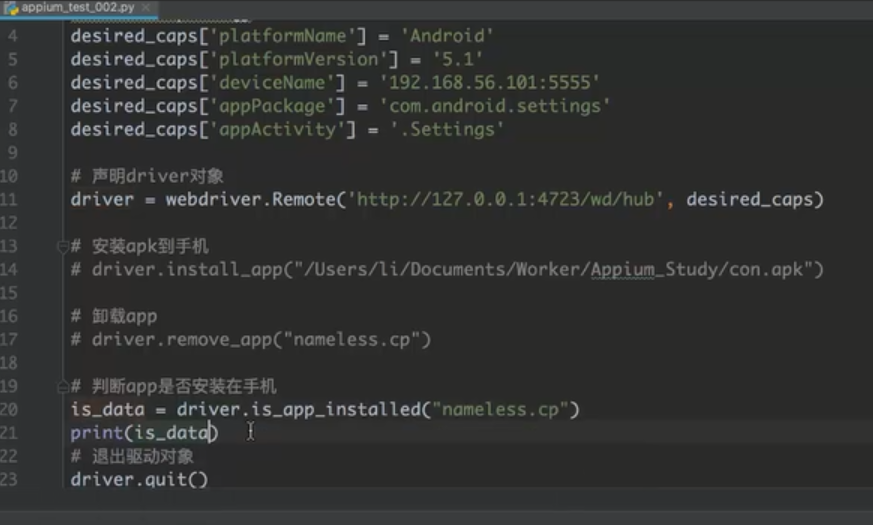 appium_test_002.py
4 desired_caps['platformName'] = 'Android'
5 desired_caps['platformVersion'] = '5.1'
6 desired_caps['deviceName'] = '192.168.56.101:5555'
7 desired_caps['appPackage'] = 'com.android.settings'
8 desired_caps['appActivity'] = '.Settings'
9
10 # 声明driver对象
11 driver = webdriver.Remote('http://127.0.0.1:4723/wd/hub', desired_caps)
12
13 # 安装apk到手机
14 # driver.install_app("/Users/li/Documents/Worker/Appium_Study/con.apk")
15
16 # 卸载app
17 # driver.remove_app("nameless.cp")
18
19 # 判断app是否安装在手机
20 is_data = driver.is_app_installed("nameless.cp")
21 print(is_data)
22 # 退出驱动对象
23 driver.quit()